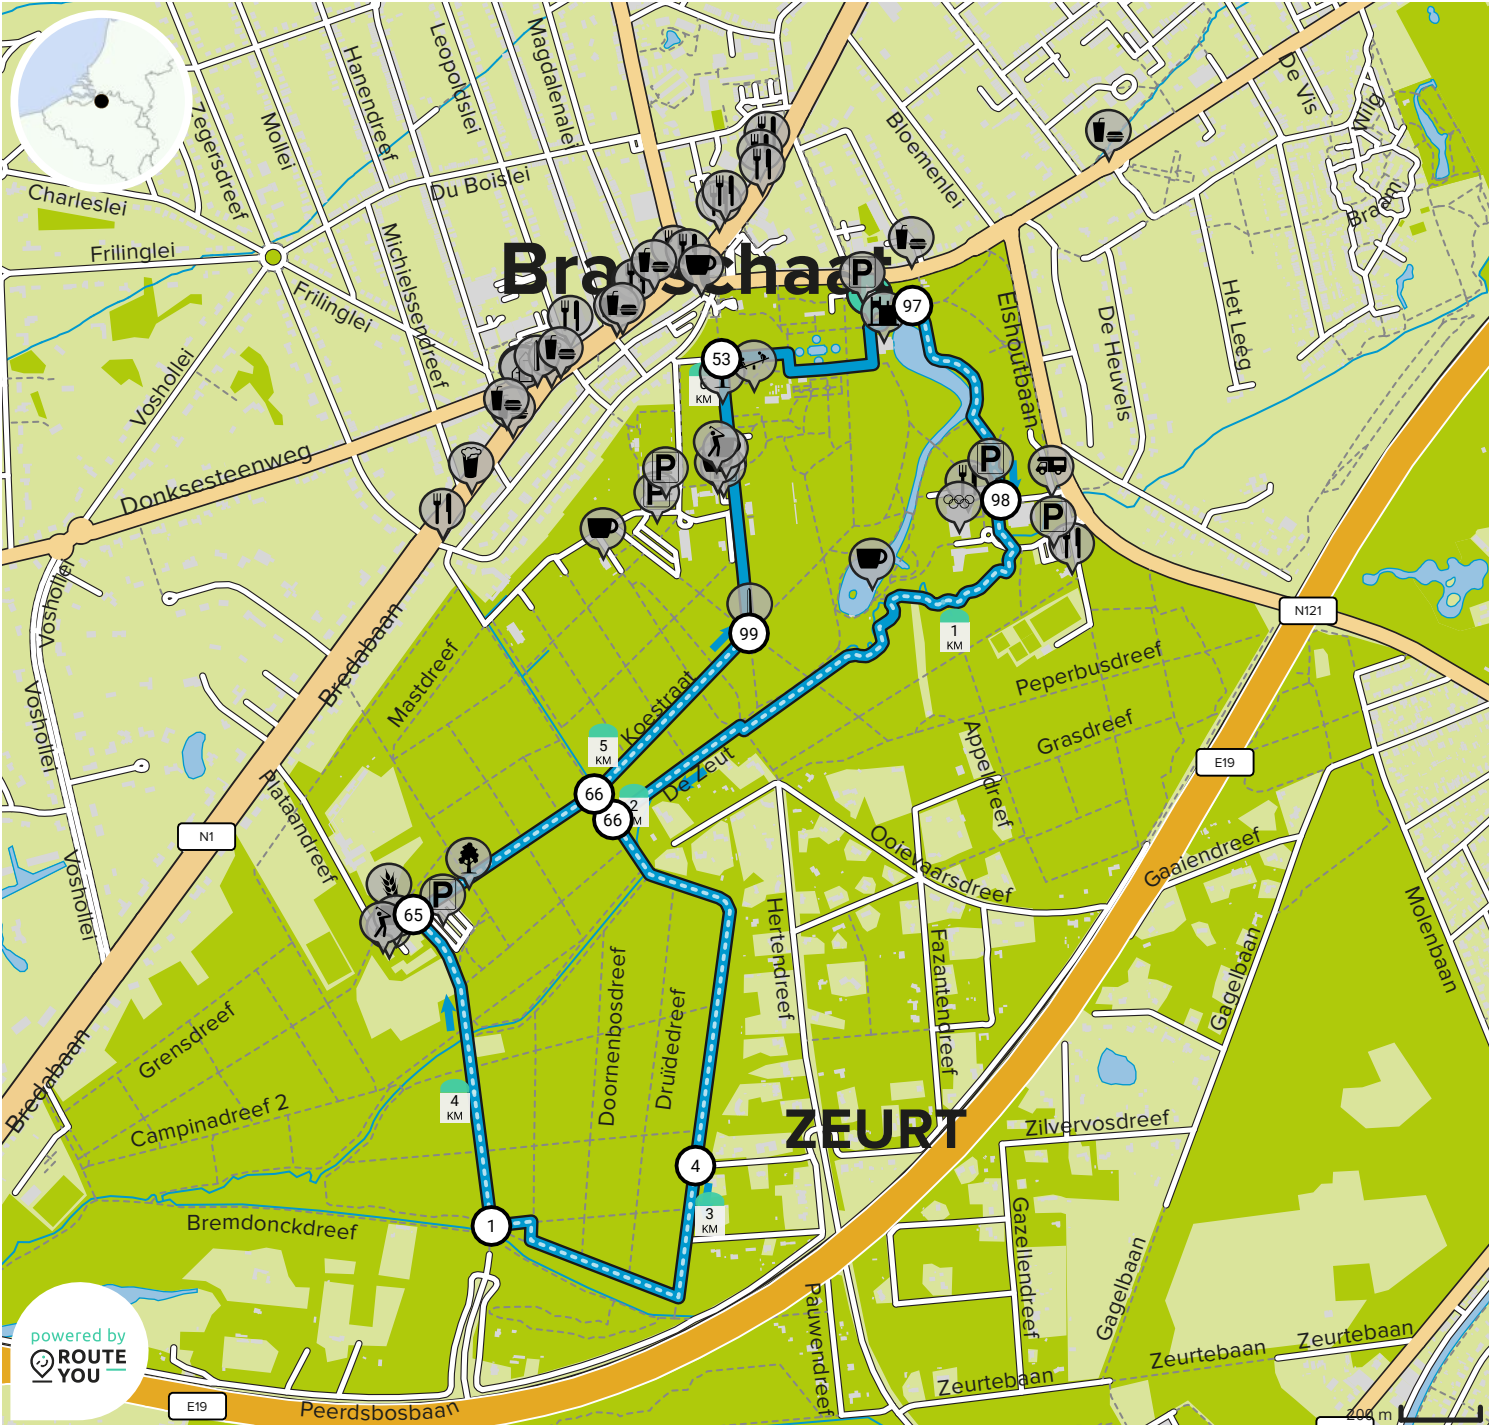 Zegersdreef
Mollei
Hanendreef
Leopoldslei
Magdalenalei
De Vis
Wilg
Bloemenlei
Du Boislei
Charleslei
Braam
Frilinglei
Michielssendreef
Brasschaat
P
97
Frilinglei
Elshoutbaan
De Heuvels
Het Leeg
Voshollei
53
KM
Donksesteenweg
P
P
P
98
P
Voshollei
Bredabaan
99
1
KM
N121
Mastdreef
Peperbusdreef
Koestraat
Voshollei
Appeldreef
Grasdreef
5
KM
De Zeut
E19
66
2
66
Plataandreef
N1
Ooievaarsdreef
Gaaiendreef
Voshollei
P
65
Hertendreef
Fazantendreef
Molenbaan
Gagelbaan
Doornenbosdreef
Druïdedreef
Grensdreef
Bredabaan
Campinadreef 2
4
KM
ZEURT
Zilvervosdreef
4
3
KM
1
Bremdonckdreef
Gazellendreef
Gagelbaan
Pauwendreef
powered by
ROUTE
YOU
Zeurtebaan
Zeurtebaan
Zeurtebaan
E19
Peerdsbosbaan
200 m